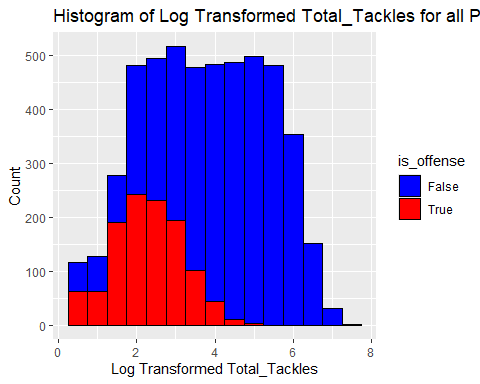 Histogram of Log Transformed Total_Tackles for all P
500
400
300
200
100
0
Count
0 2 4 6 8
Log Transformed Total_Tackles
is_offense
False
True